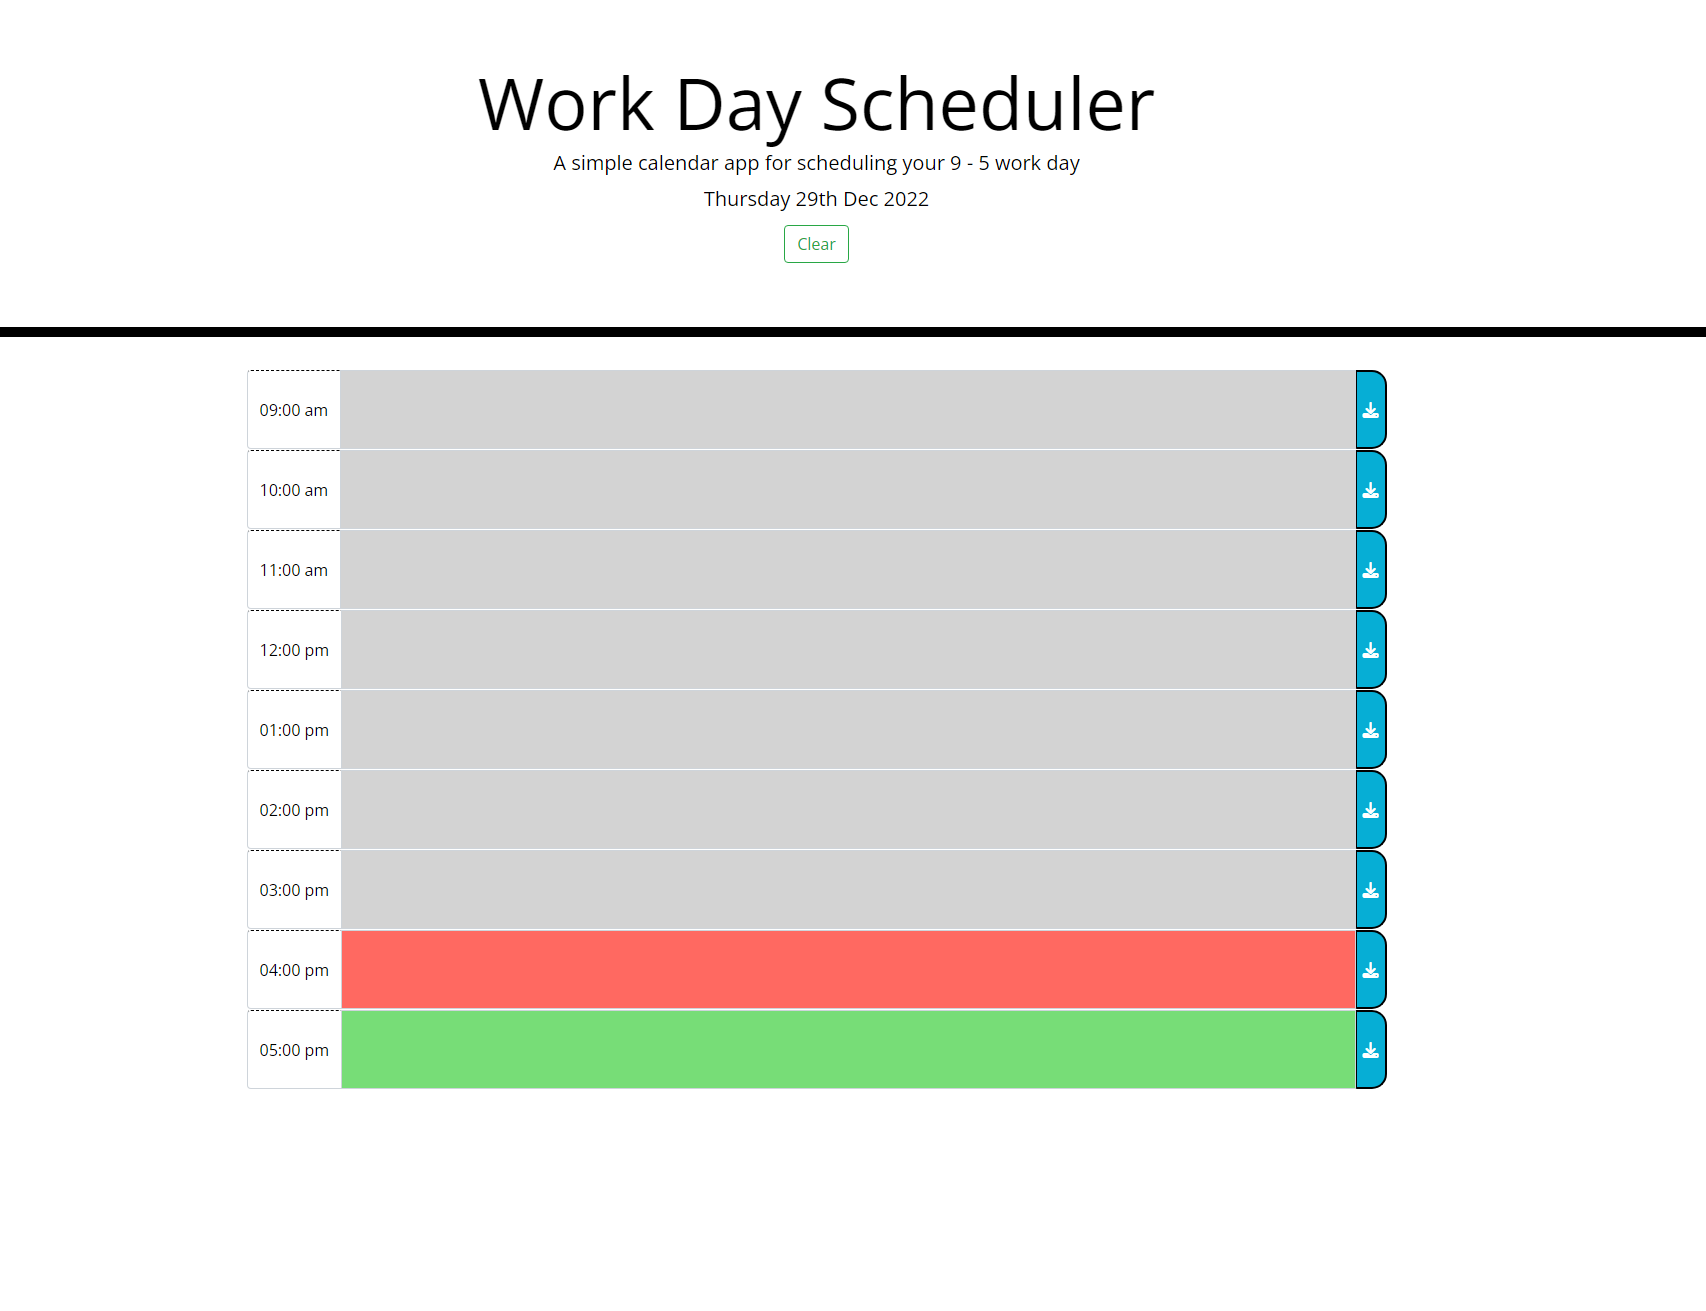 Work Day Scheduler
A simple calendar app for scheduling your 9 - 5 work day
Thursday 29th Dec 2022
Clear
09:00 am
10:00 am
11:00 am
12:00 pm
01:00 pm
02:00 pm
03:00 pm
04:00 pm
05:00 pm